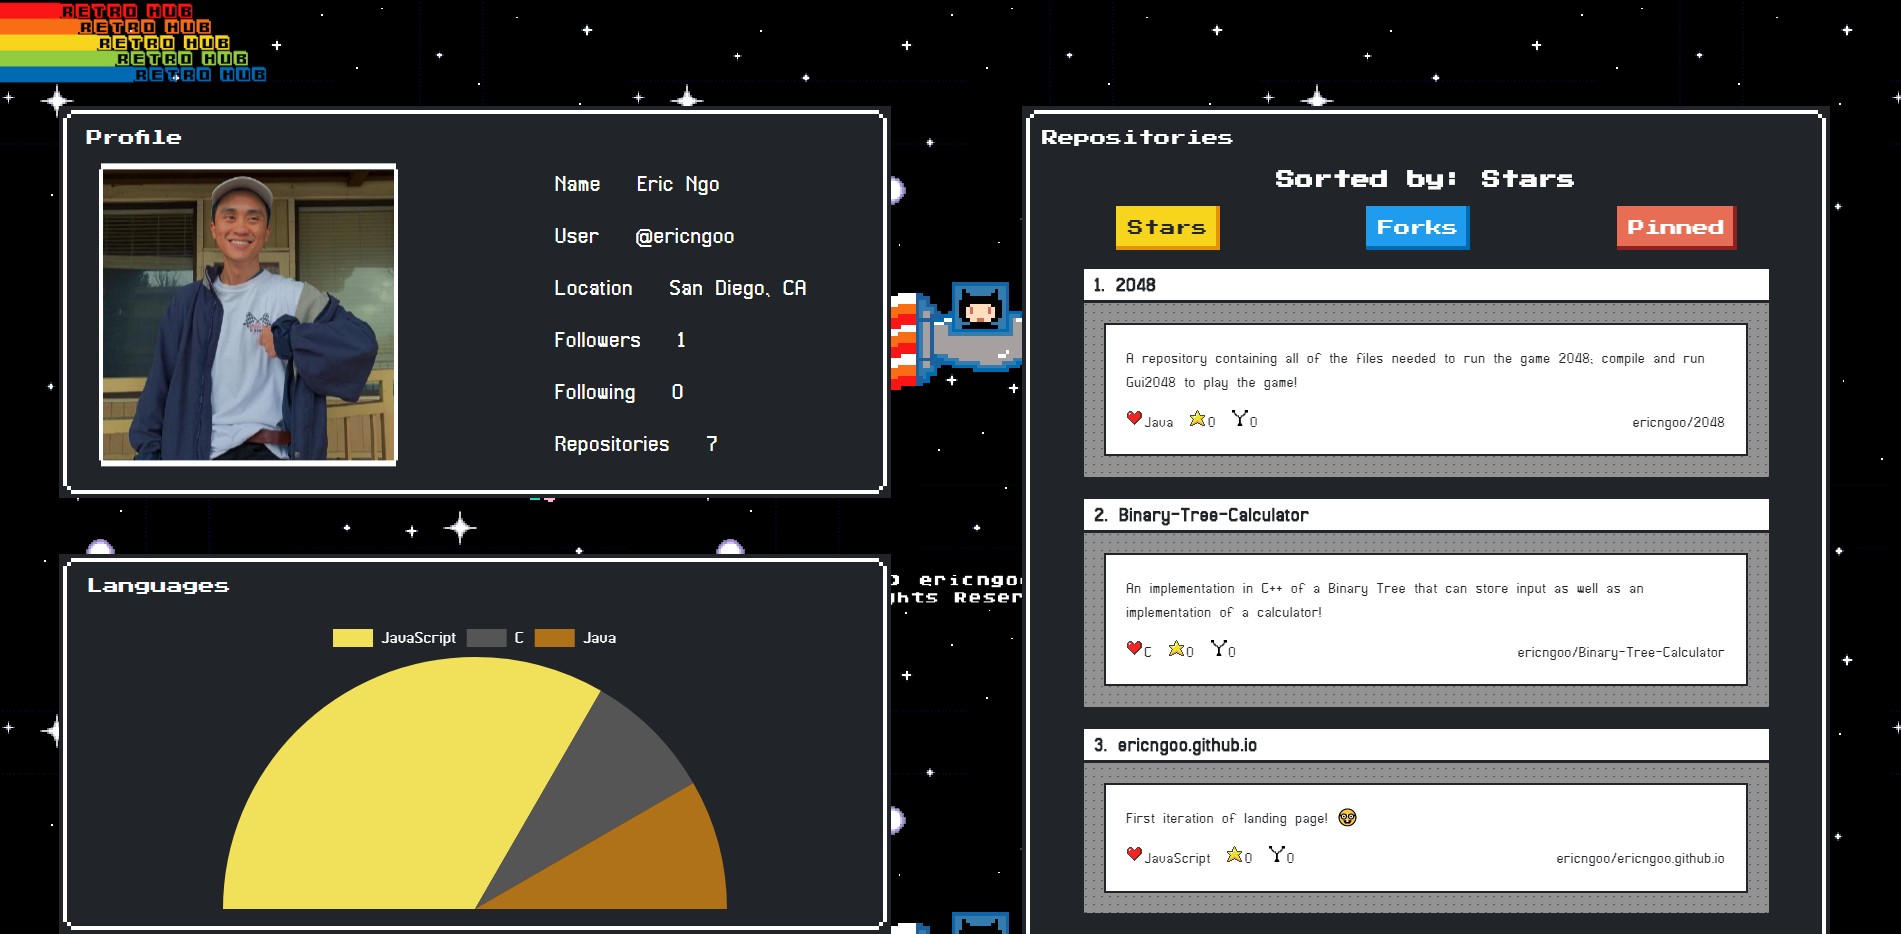 RETRO HUB
RETRO HUB
RETRO HUB
RETRO HUB
RETRO HUB
Profile
Name Eric Ngo
User @ericngoo
Location San Diego, CA
Followers 1
Following 0
Repositories 7
Languages
JavaScript C Java
ericngo
hts Reser
Repositories
Sorted by: Stars
Stars Forks Pinned
1. 2048
A repository containing all of the files needed to run the game 2048; compile and run
Gui2048 to play the game!
Java 0 0 ericngoo/2048
2. Binary-Tree-Calculator
An implementation in C++ of a Binary Tree that can store input as well as an
implementation of a calculator!
C 0 0 ericngoo/Binary-Tree-Calculator
3. ericngoo.github.io
First iteration of landing page! 🤓
JavaScript 0 0 ericngoo/ericngoo.github.io